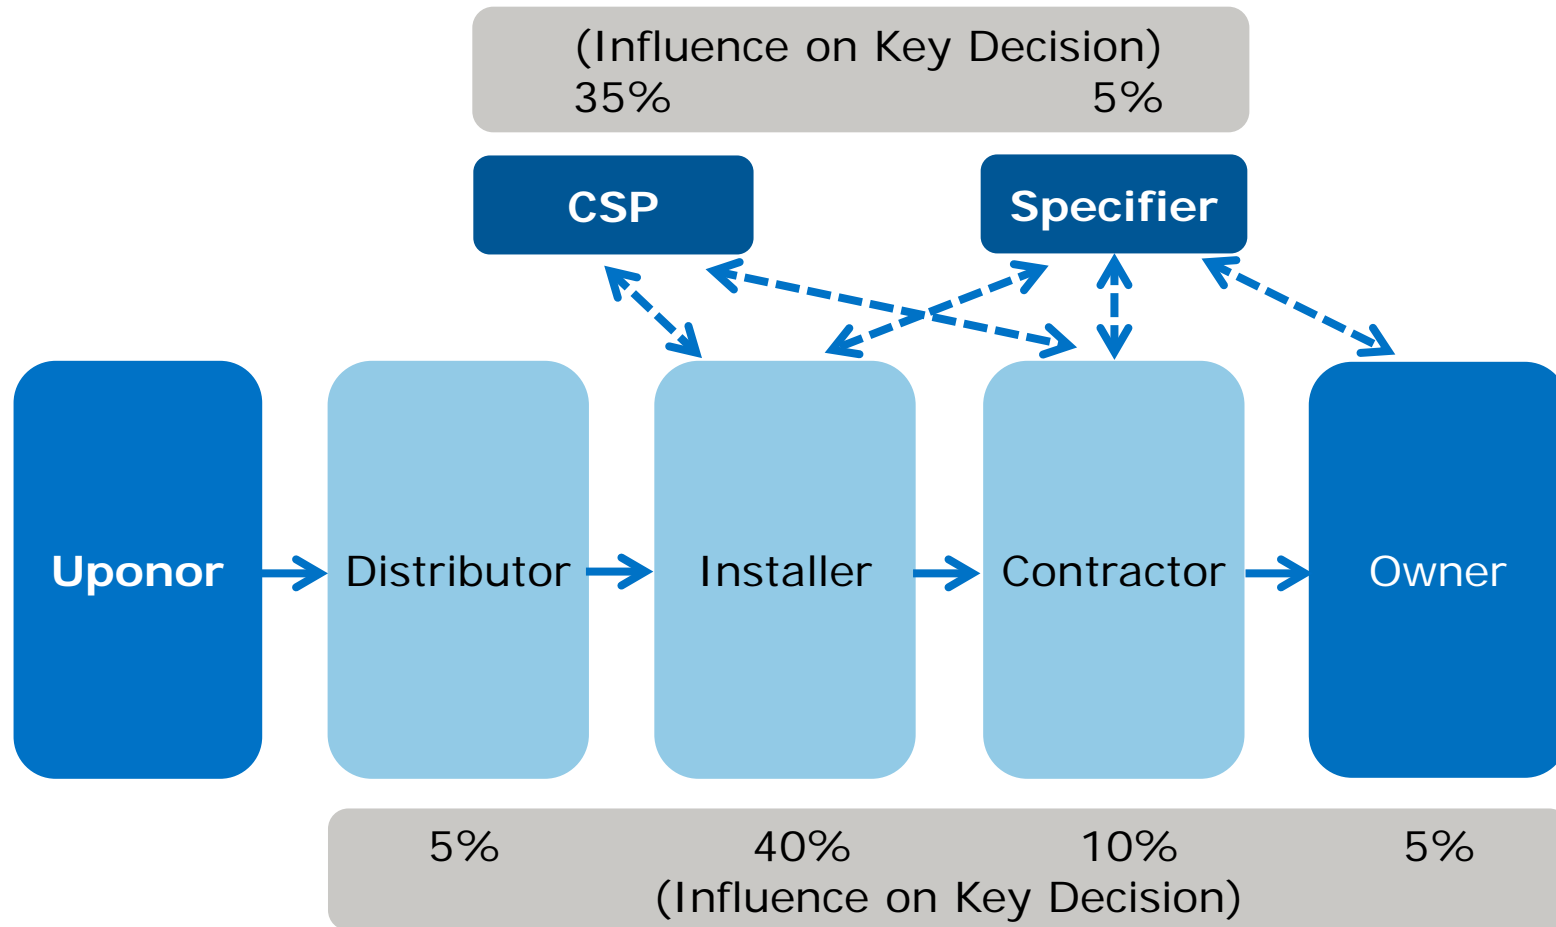 (Influence on Key Decision)
35% 5%
CSP Specifier
Uponor Distributor Installer Contractor Owner
5% 40% 10% 5%
(Influence on Key Decision)